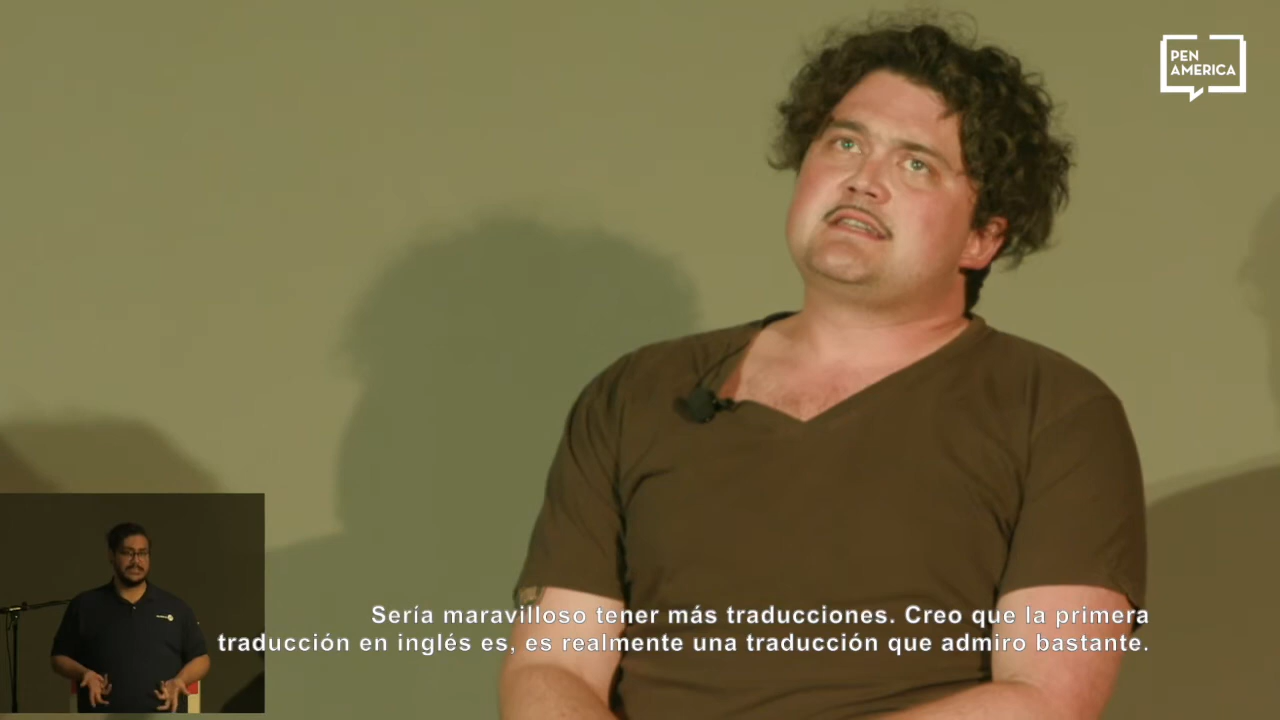 PEN
AMERICA
Sería maravilloso tener más traducciones. Creo que la primera
traducción en inglés es, es realmente una traducción que admiro bastante.